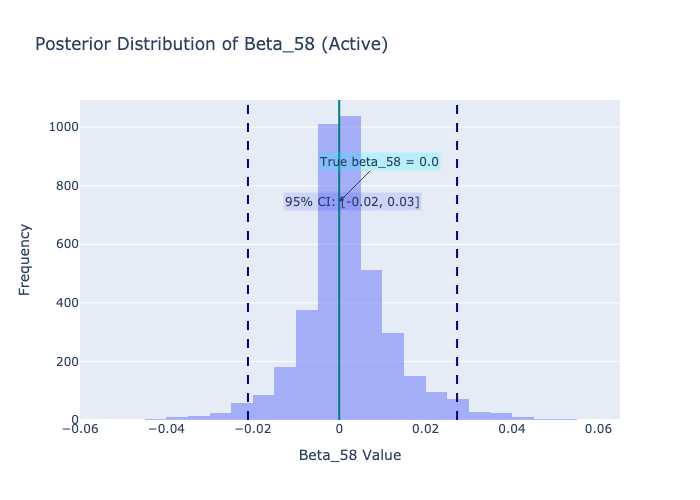 Posterior Distribution of Beta_58 (Active)
1000
True beta_58 = 0.0
800
95% CI: [-0.02, 0.03]
600
Frequency
400
200
0
−0.06 −0.04 −0.02 0 0.02 0.04 0.06
Beta_58 Value